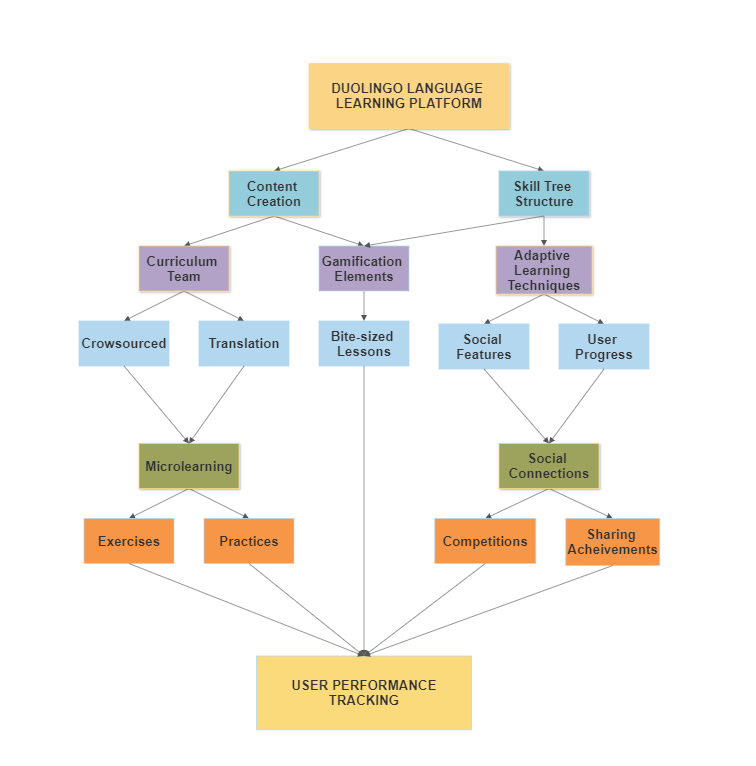 DUOLINGO LANGUAGE
LEARNING PLATFORM
Content
Creation
Skill Tree
Structure
Curriculum
Team
Gamification
Elements
Adaptive
Learning
Techniques
Crowsourced
Translation
Bite-sized
Lessons
Social
Features
User
Progress
Microlearning
Social
Connections
Exercises
Practices
Competitions
Sharing
Acheivements
USER PERFORMANCE
TRACKING